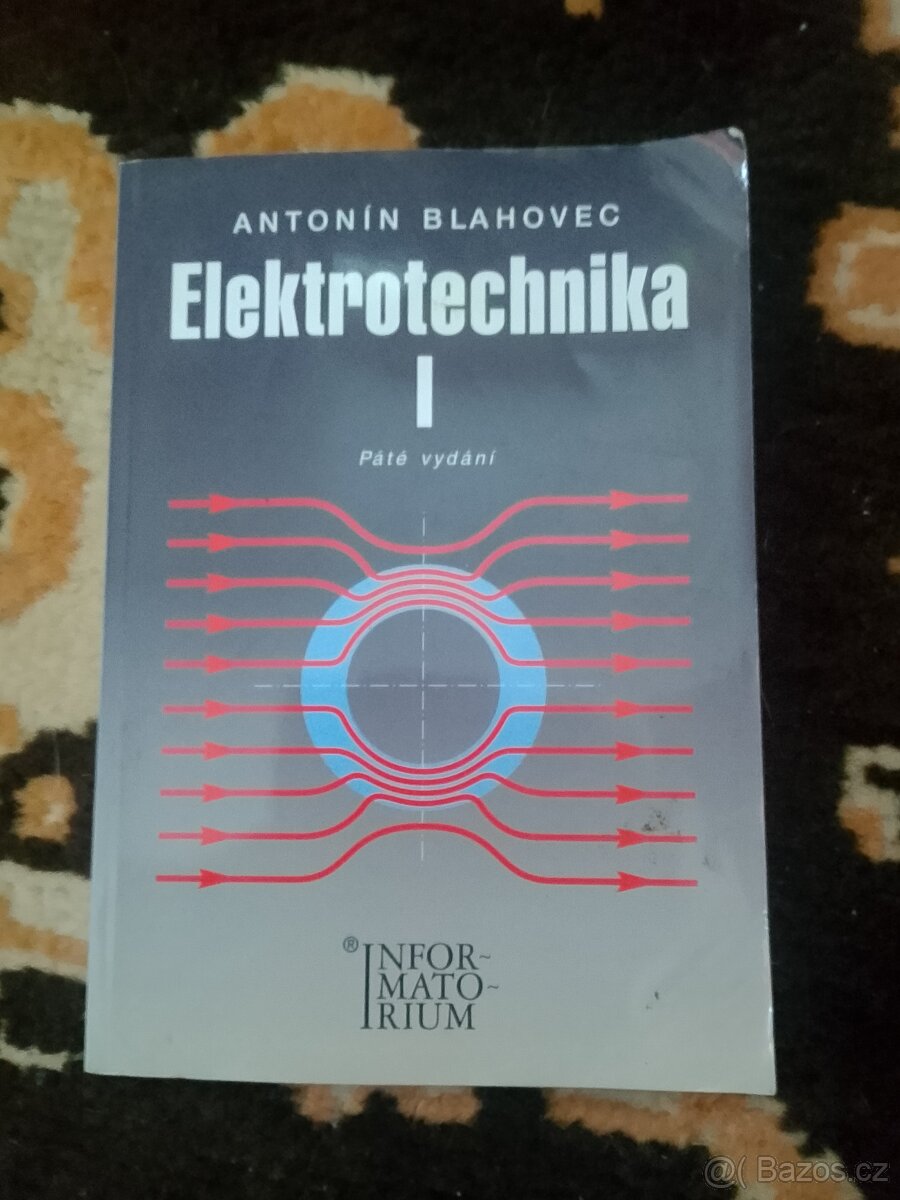 ANTONÍN BLAHOVEC
Elektrotechnika
I
Páté vydání
® INFOR~
MATO~
RIUM
@( Bazos.cz